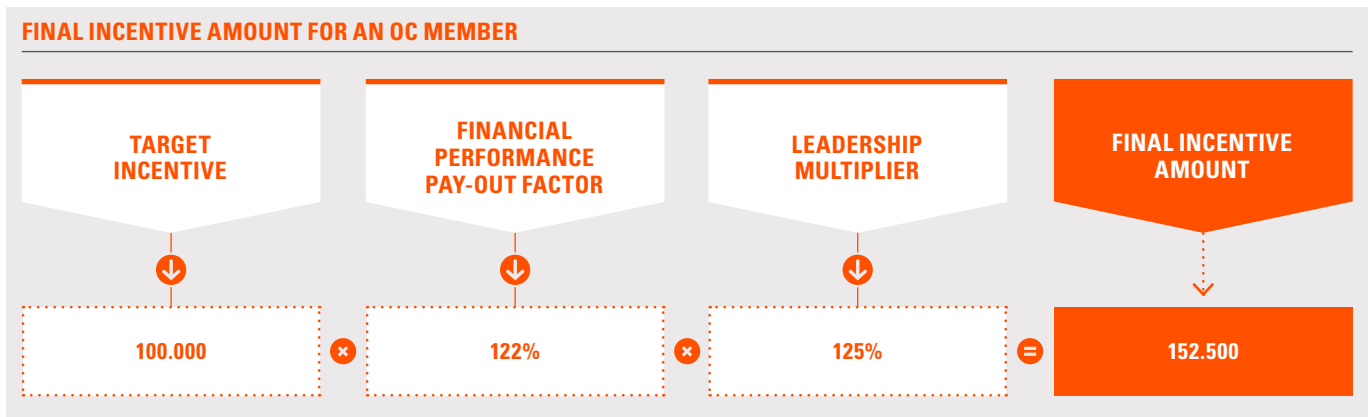 FINAL INCENTIVE AMOUNT FOR AN OC MEMBER
TARGET
INCENTIVE
FINANCIAL
PERFORMANCE
PAY-OUT FACTOR
LEADERSHIP
MULTIPLIER
FINAL INCENTIVE
AMOUNT
100.000
×
122%
×
125%
=
152.500